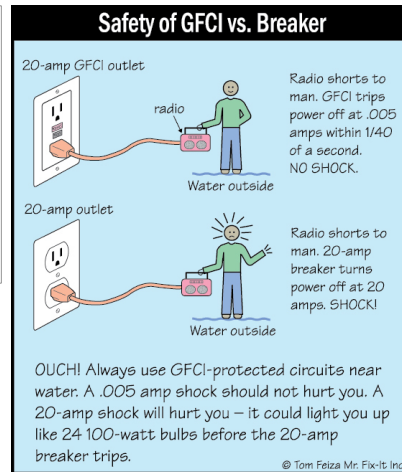 Safety of GFCI vs. Breaker
20-amp GFCI outlet
radio
Radio shorts to
man. GFCI trips
power off at .005
amps within 1/40
of a second.
NO SHOCK.
Water outside
20-amp outlet
Radio shorts to
man. 20-amp
breaker turns
power off at 20
amps. SHOCK!
Water outside
OUCH! Always use GFCI-protected circuits near
water. A .005 amp shock should not hurt you. A
20-amp shock will hurt you – it could light you up
like 24 100-watt bulbs before the 20-amp
breaker trips.
© Tom Feiza Mr. Fix-It Inc